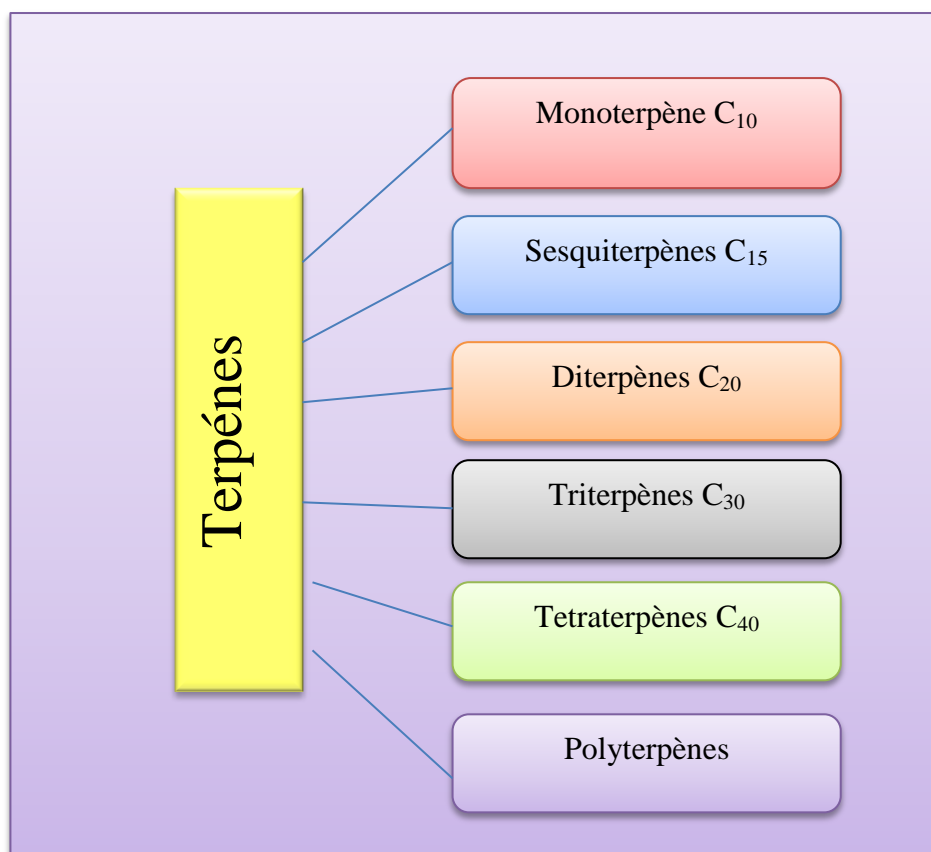 Terpénes
Monoterpène C₁₀
Sesquiterpènes C₁₅
Diterpènes C₂₀
Triterpènes C₃₀
Tetraterpènes C₄₀
Polyterpènes